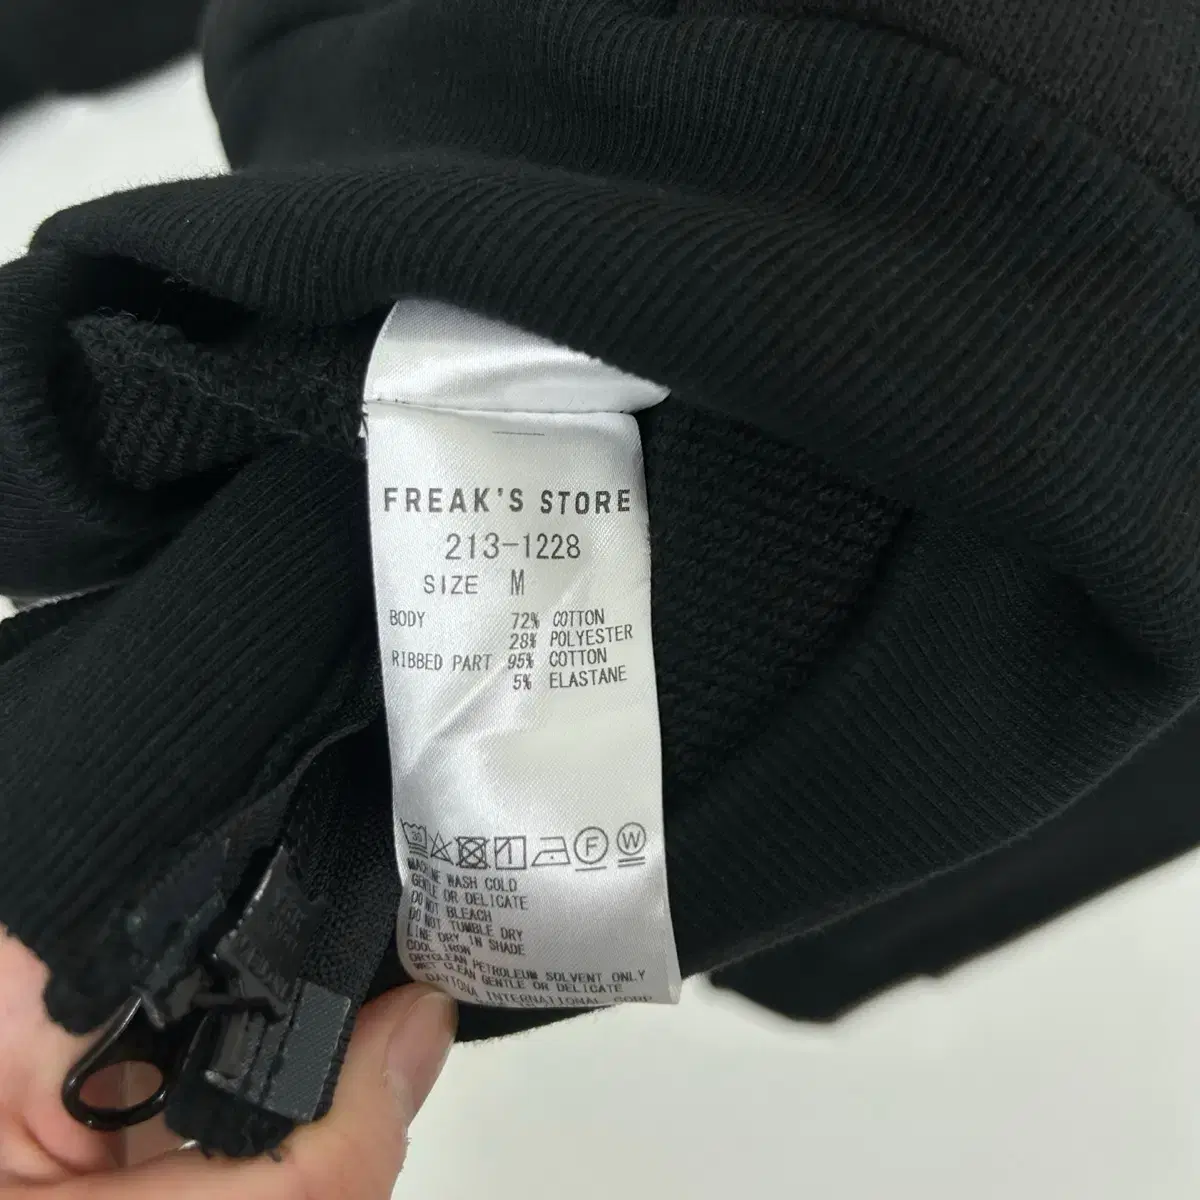 FREAK'S STORE
213-1228
SIZE M
BODY 72% COTTON
28% POLYESTER
RIBBED PART 95% COTTON
5% ELASTANE
30 F W
MACHINE WASH COLD
GENTLE OR DELICATE
DO NOT BLEACH
DO NOT TUMBLE DRY
LINE DRY IN SHADE
COOL IRON
DRYCLEAN PETROLEUM SOLVENT ONLY
WET CLEAN GENTLE OR DELICATE
DAYTONA INTERNATIONAL CORP